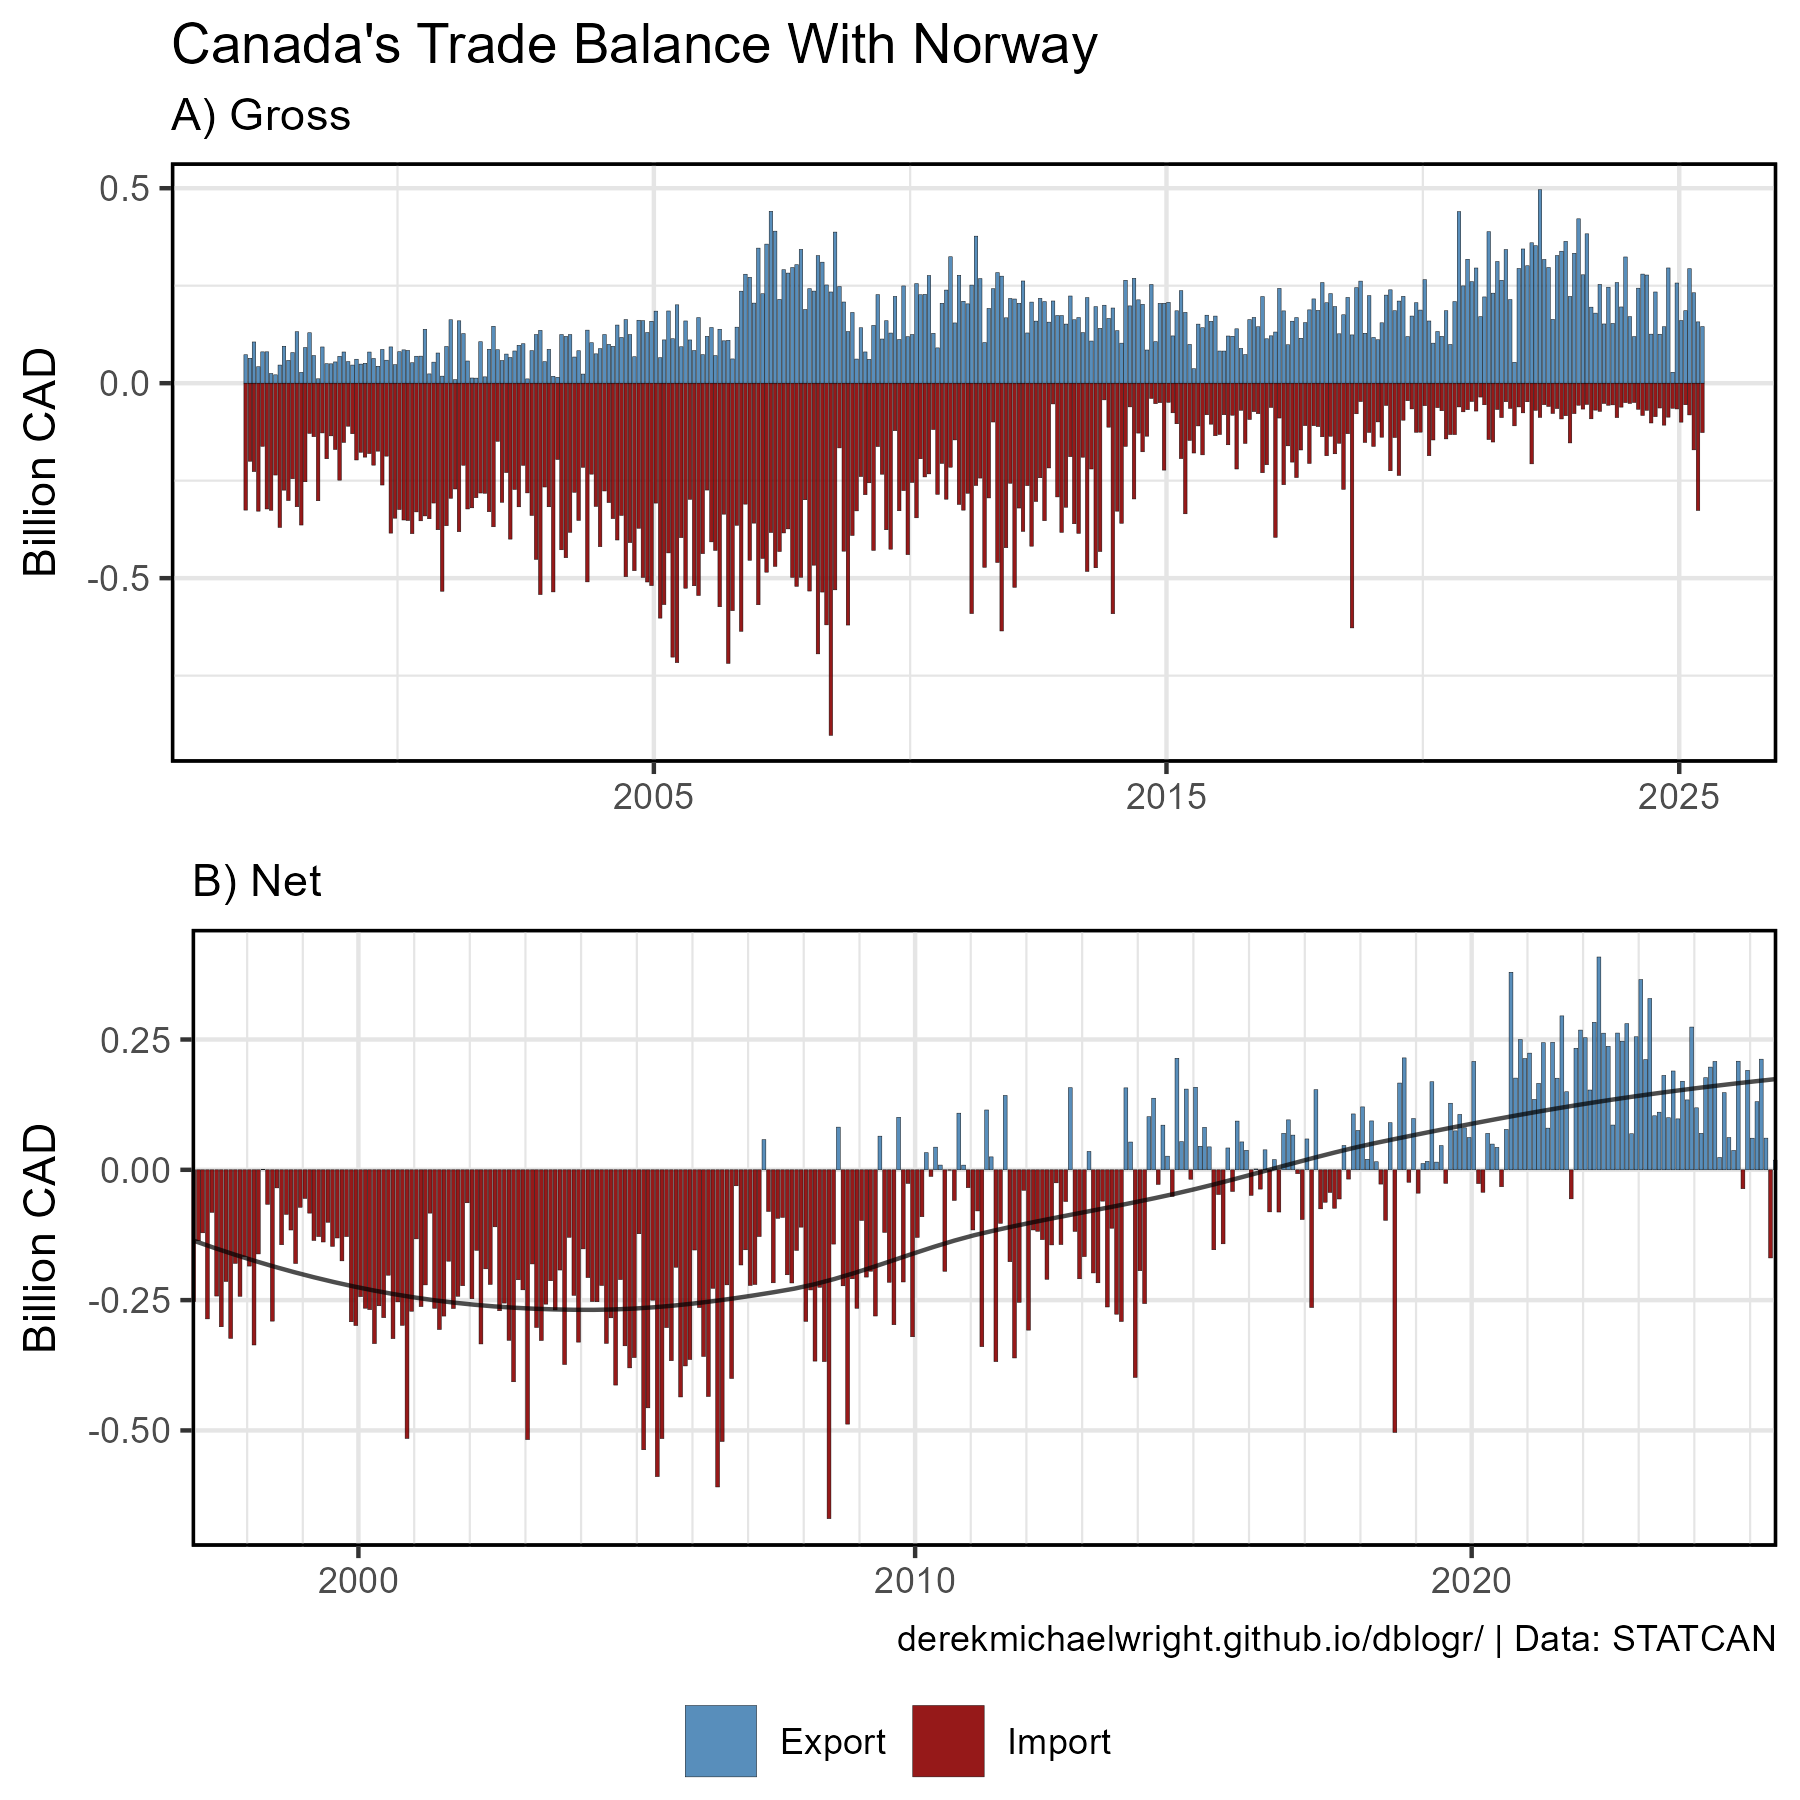 Canada's Trade Balance With Norway
A) Gross
0.5
0.0
-0.5
Billion CAD
2005 2015 2025
B) Net
0.25
0.00
-0.25
-0.50
Billion CAD
2000 2010 2020
derekmichaelwright.github.io/dblogr/ | Data: STATCAN
Export Import